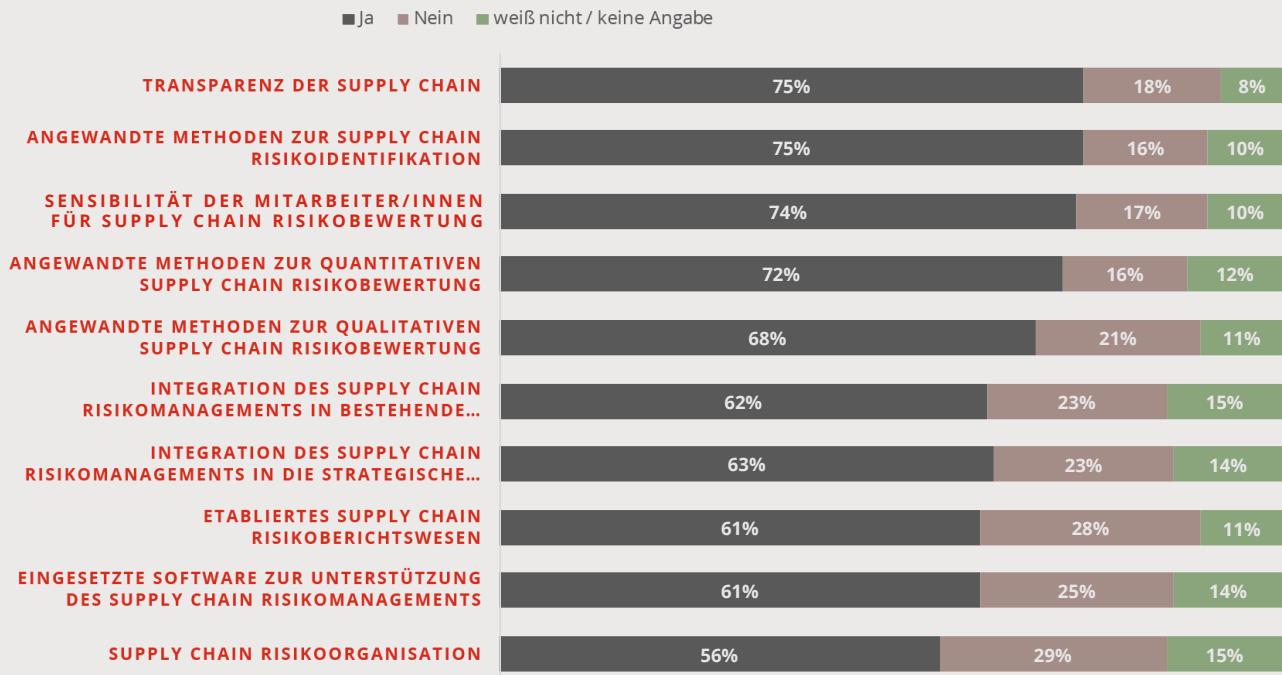 Ja Nein weiß nicht / keine Angabe
TRANSPARENZ DER SUPPLY CHAIN 75% 18% 8%
ANGEWANDTE METHODEN ZUR SUPPLY CHAIN
RISIKOIDENTIFIKATION 75% 16% 10%
SENSIBILITÄT DER MITARBEITER/INNEN
FÜR SUPPLY CHAIN RISIKOBEWERTUNG 74% 17% 10%
ANGEWANDTE METHODEN ZUR QUANTITATIVEN
SUPPLY CHAIN RISIKOBEWERTUNG 72% 16% 12%
ANGEWANDTE METHODEN ZUR QUALITATIVEN
SUPPLY CHAIN RISIKOBEWERTUNG 68% 21% 11%
INTEGRATION DES SUPPLY CHAIN
RISIKOMANAGEMENTS IN BESTEHENDE… 62% 23% 15%
INTEGRATION DES SUPPLY CHAIN
RISIKOMANAGEMENTS IN DIE STRATEGISCHE… 63% 23% 14%
ETABLIERTES SUPPLY CHAIN
RISIKOBERICHTSWESEN 61% 28% 11%
EINGESETZTE SOFTWARE ZUR UNTERSTÜTZUNG
DES SUPPLY CHAIN RISIKOMANAGEMENTS 61% 25% 14%
SUPPLY CHAIN RISIKOORGANISATION 56% 29% 15%